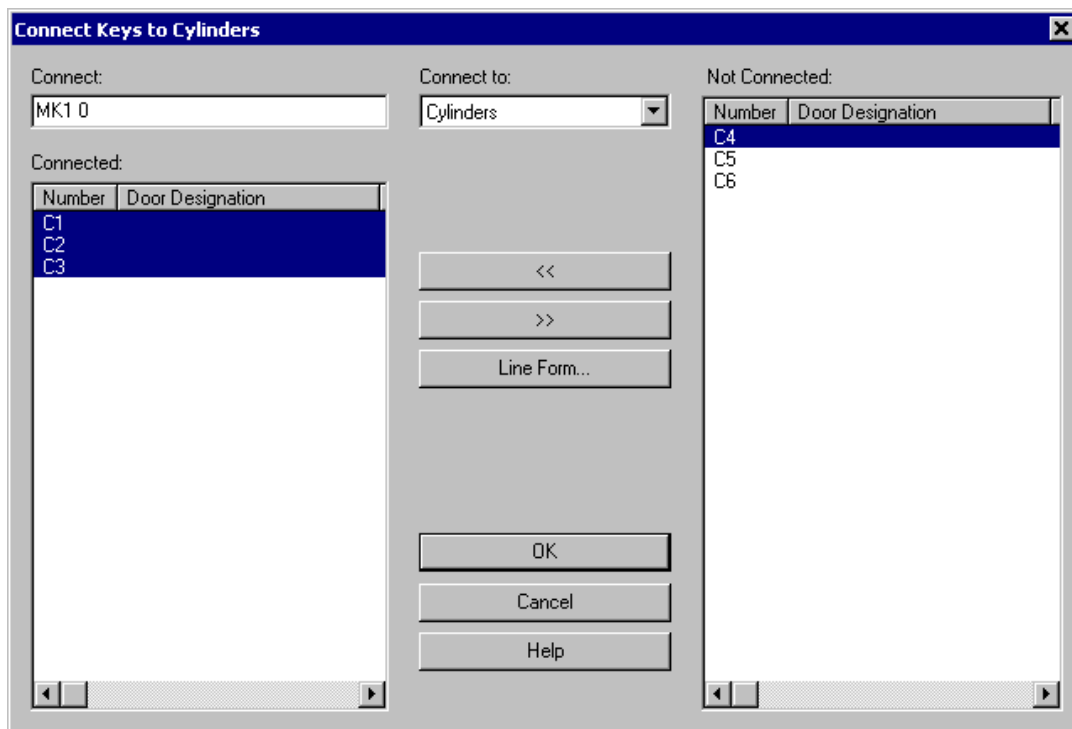 Connect Keys to Cylinders
Connect:
MK1 0
Connected:
Number Door Designation
C1
C2
C3
Connect to:
Cylinders
<<
>>
Line Form...
OK
Cancel
Help
Not Connected:
Number Door Designation
C4
C5
C6